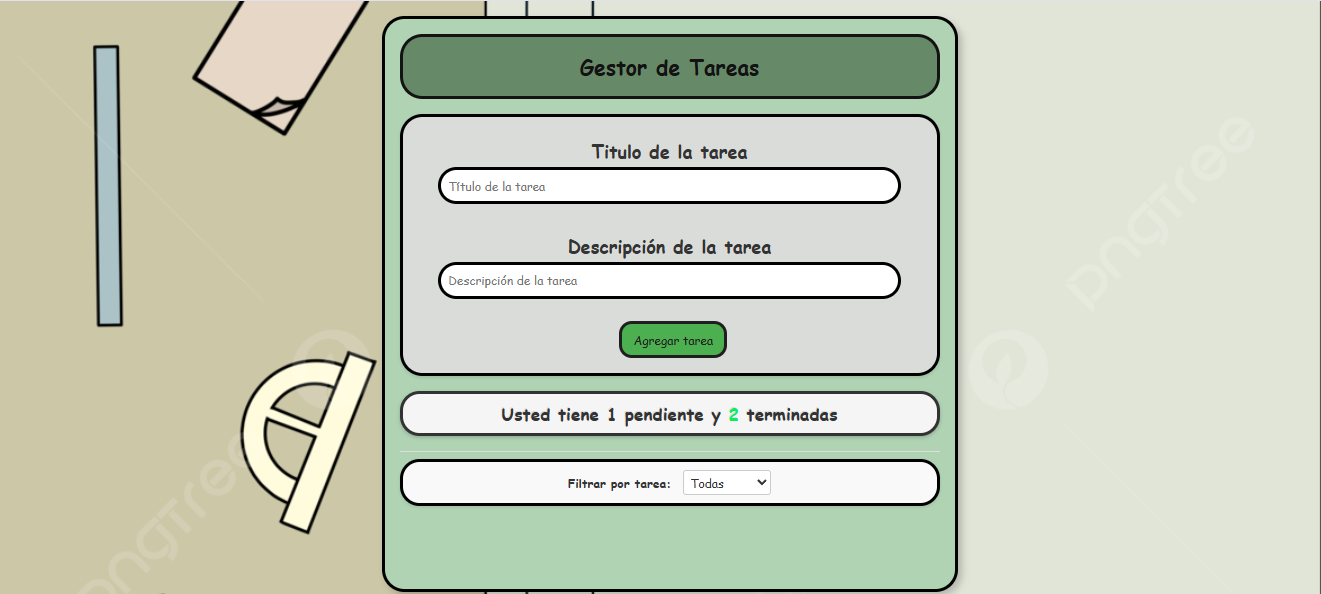 Gestor de Tareas
Titulo de la tarea
Título de la tarea
Descripción de la tarea
Descripción de la tarea
Agregar tarea
Usted tiene 1 pendiente y 2 terminadas
Filtrar por tarea: Todas
pngtree
pngtree